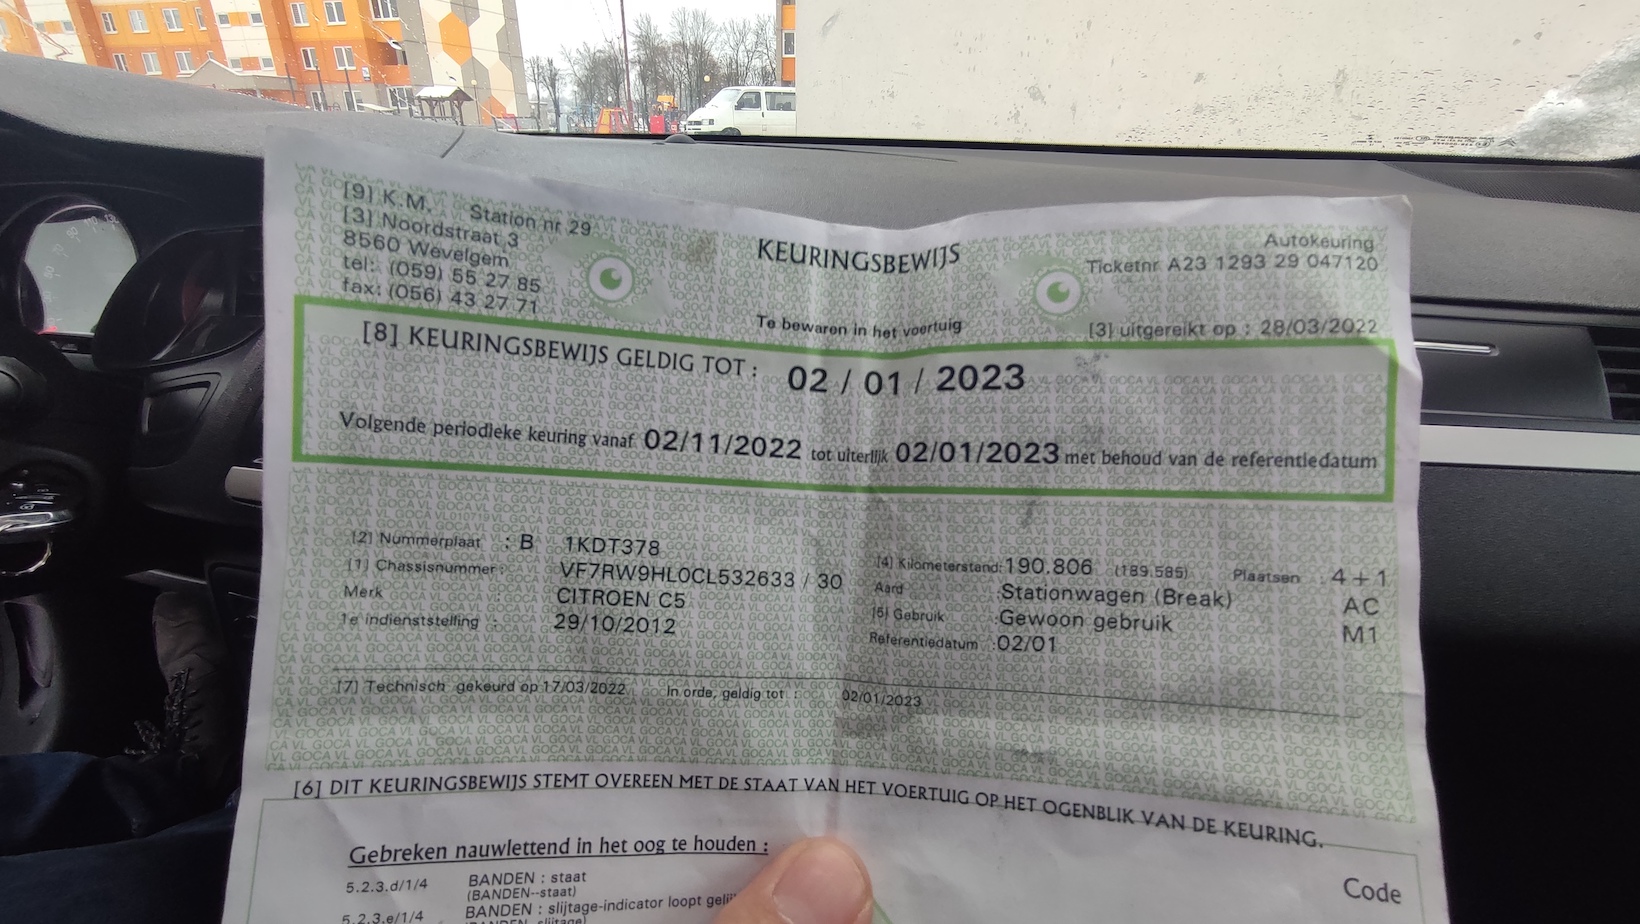 [9] K.M. Station nr 29
[3] Noordstraat 3
8560 Wevelgem
tel: (059) 55 27 85
fax: (056) 43 27 71
KEURINGSBEWIJS
Te bewaren in het voertuig
Autokeuring
Ticketnr A23 1293 29 047120
[3] uitgereikt op : 28/03/2022
[8] KEURINGSBEWIJS GELDIG TOT : 02 / 01 / 2023
Volgende periodieke keuring vanaf 02/11/2022 tot uiterlijk 02/01/2023 met behoud van de referentiedatum
[2] Nummerplaat : B 1KDT378
[1] Chassisnummer : VF7RW9HL0CL532633 / 30
Merk CITROEN C5
1e indienststelling : 29/10/2012
[4] Kilometerstand: 190.806 (189.585) Plaatsen : 4 + 1
Aard :Stationwagen (Break) AC
[5] Gebruik :Gewoon gebruik M1
Referentiedatum :02/01
[7] Technisch gekeurd op 17/03/2022 In orde, geldig tot : 02/01/2023
[6] DIT KEURINGSBEWIJS STEMT OVEREEN MET DE STAAT VAN HET VOERTUIG OP HET OGENBLIK VAN DE KEURING.
Gebreken nauwlettend in het oog te houden :
Code
5.2.3.d/1/4 BANDEN : staat
(BANDEN--staat)
5.2.3.e/1/4 BANDEN : slijtage-indicator loopt
(BANDEN--slijtage)